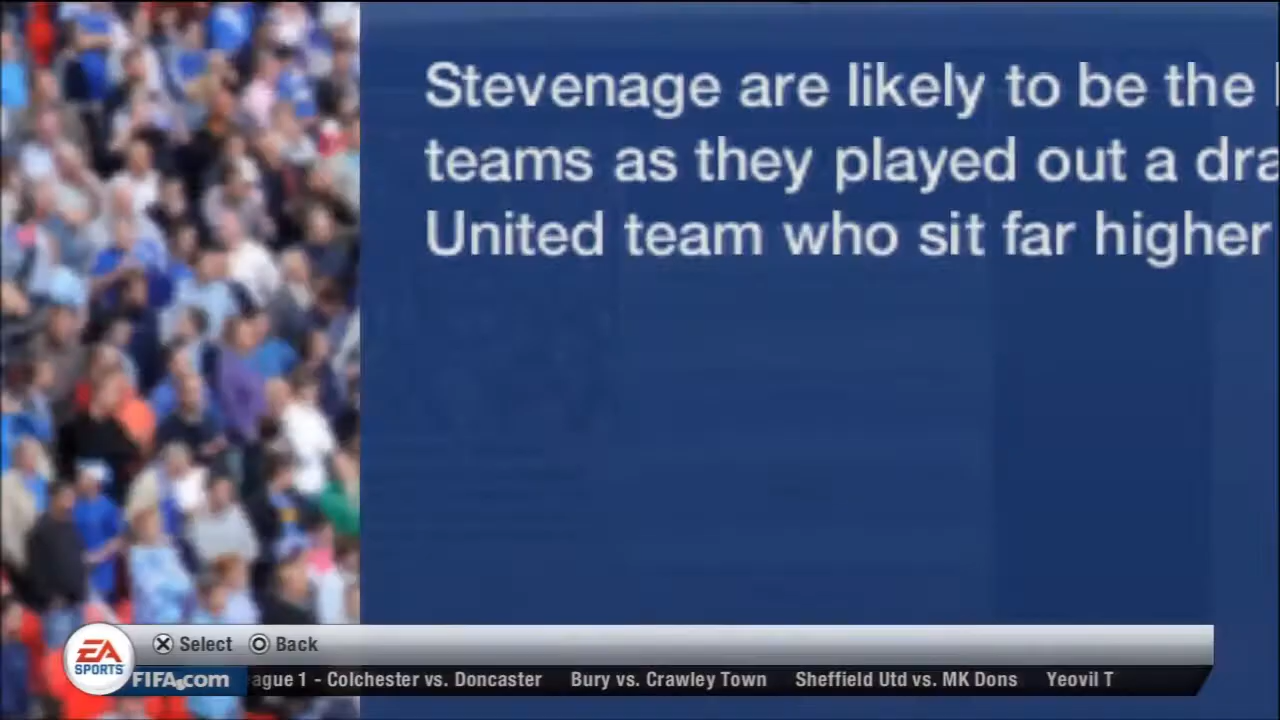 Stevenage are likely to be the
teams as they played out a dra
United team who sit far higher
EA
SPORTS
Select Back
FIFA.com
ague 1 - Colchester vs. Doncaster Bury vs. Crawley Town Sheffield Utd vs. MK Dons Yeovil T